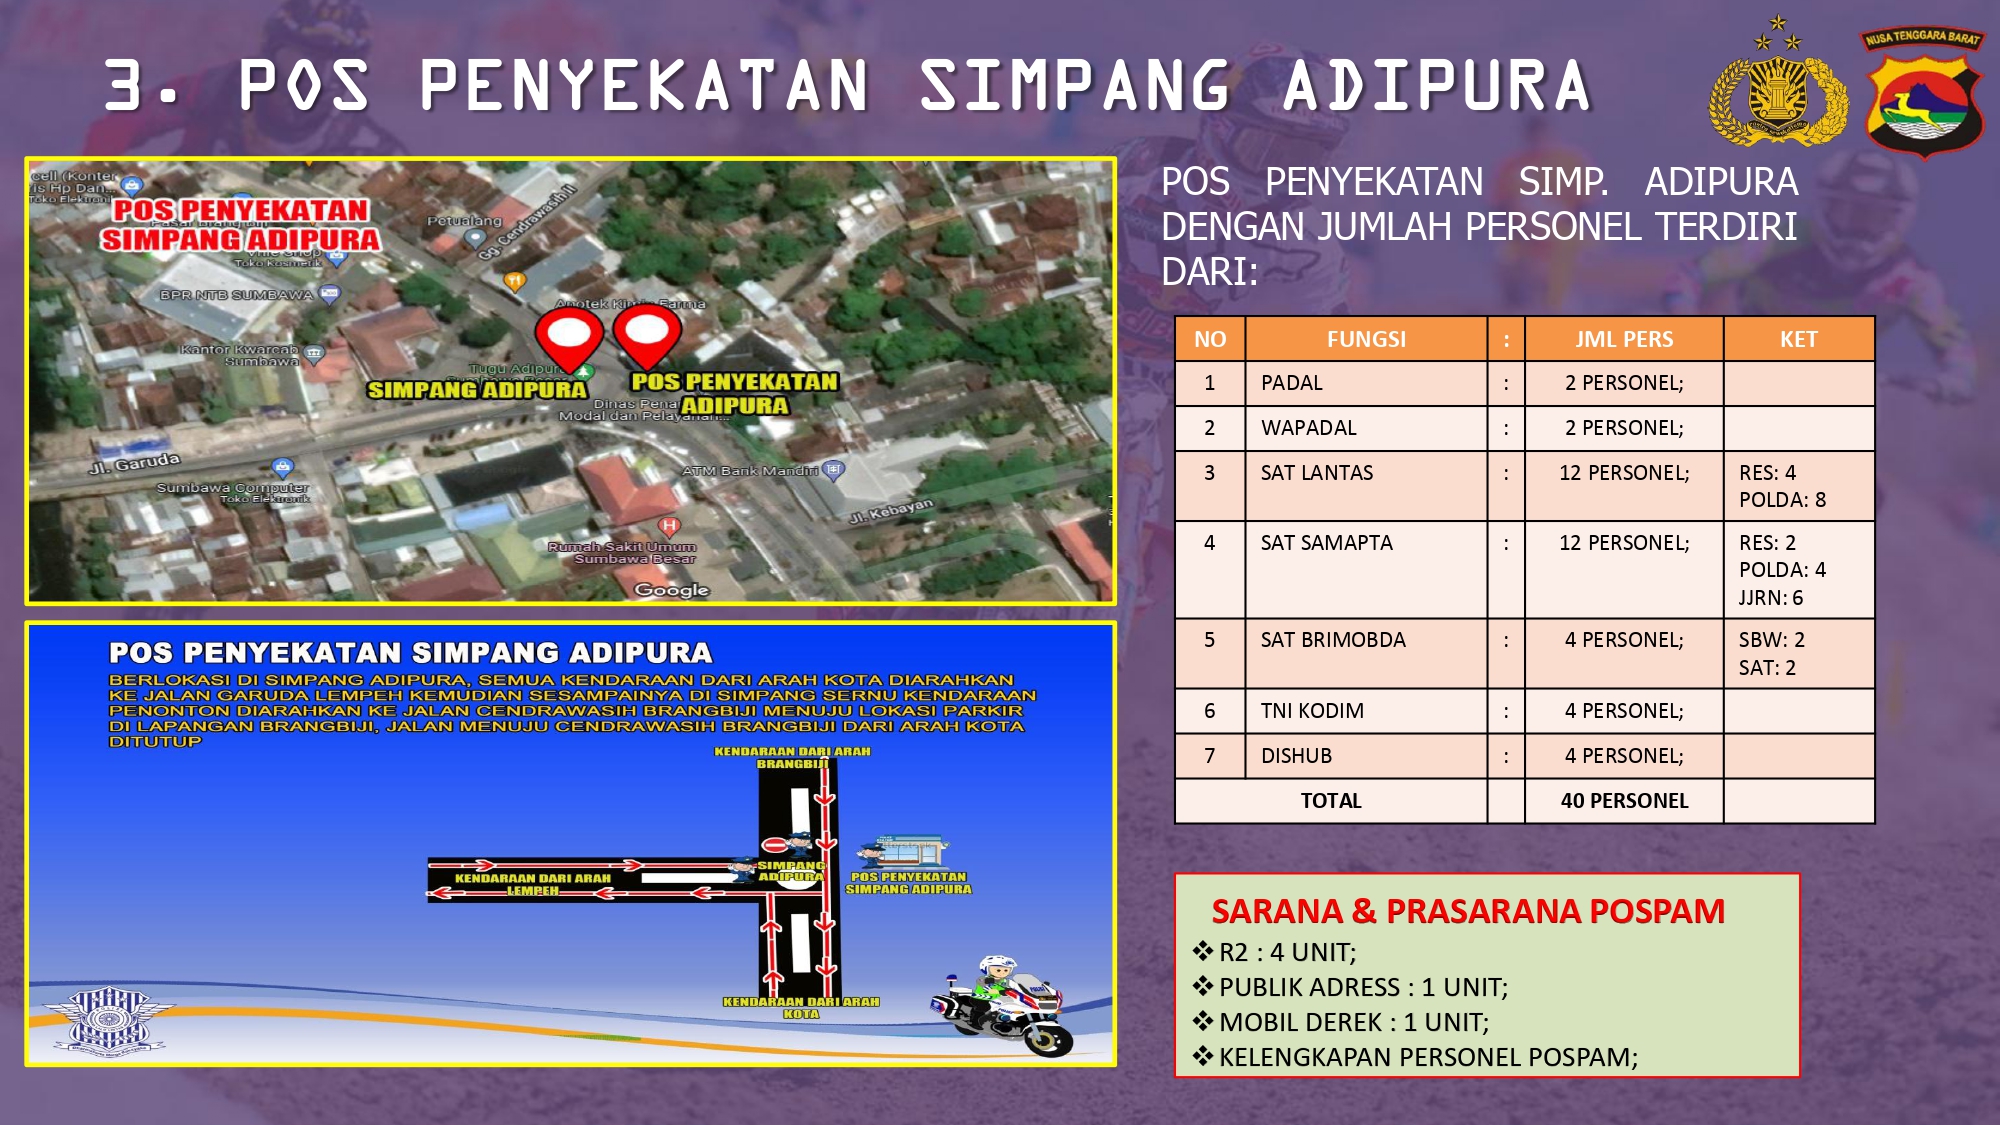 3. POS PENYEKATAN SIMPANG ADIPURA
NUSA TENGGARA BARAT
cell (Konter
is Hp Dan...
Toko Elektroni
POS PENYEKATAN
SIMPANG ADIPURA
Toko Kosmetik
Petualang
Gg. Cendrawasih II
BPR NTB SUMBAWA
Apotek Kimia Farma
Kantor Kwarcab
Sumbawa
Tugu Adipura
SIMPANG ADIPURA
POS PENYEKATAN
ADIPURA
Dinas Pena
Modal dan Pelayanan...
Jl. Garuda
ATM Bank Mandiri
Sumbawa Computer
Toko Elektronik
Jl. Kebayan
Rumah Sakit Umum
Sumbawa Besar
Google
POS PENYEKATAN SIMPANG ADIPURA
BERLOKASI DI SIMPANG ADIPURA, SEMUA KENDARAAN DARI ARAH KOTA DIARAHKAN
KE JALAN GARUDA LEMPEH KEMUDIAN SESAMPAINYA DI SIMPANG SERNU KENDARAAN
PENONTON DIARAHKAN KE JALAN CENDRAWASIH BRANGBIJI MENUJU LOKASI PARKIR
DI LAPANGAN BRANGBIJI, JALAN MENUJU CENDRAWASIH BRANGBIJI DARI ARAH KOTA
DITUTUP
KENDARAAN DARI ARAH
BRANGBIJI
SIMPANG
ADIPURA
KENDARAAN DARI ARAH
LEMPEH
POS PENYEKATAN
SIMPANG ADIPURA
KENDARAAN DARI ARAH
KOTA
POS PENYEKATAN SIMP. ADIPURA
DENGAN JUMLAH PERSONEL TERDIRI
DARI:
NO FUNGSI : JML PERS KET
1 PADAL : 2 PERSONEL;
2 WAPADAL : 2 PERSONEL;
3 SAT LANTAS : 12 PERSONEL; RES: 4
POLDA: 8
4 SAT SAMAPTA : 12 PERSONEL; RES: 2
POLDA: 4
JJRN: 6
5 SAT BRIMOBDA : 4 PERSONEL; SBW: 2
SAT: 2
6 TNI KODIM : 4 PERSONEL;
7 DISHUB : 4 PERSONEL;
TOTAL 40 PERSONEL
SARANA & PRASARANA POSPAM
❖ R2 : 4 UNIT;
❖ PUBLIK ADRESS : 1 UNIT;
❖ MOBIL DEREK : 1 UNIT;
❖ KELENGKAPAN PERSONEL POSPAM;